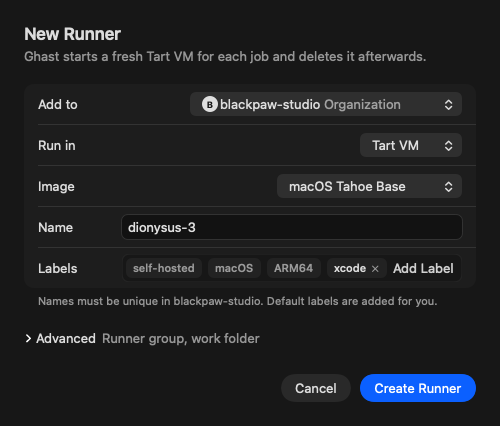 New Runner
Ghast starts a fresh Tart VM for each job and deletes it afterwards.
Add to B blackpaw-studio Organization
Run in Tart VM
Image macOS Tahoe Base
Name dionysus-3
Labels self-hosted macOS ARM64 xcode × Add Label
Names must be unique in blackpaw-studio. Default labels are added for you.
Advanced Runner group, work folder
Cancel Create Runner